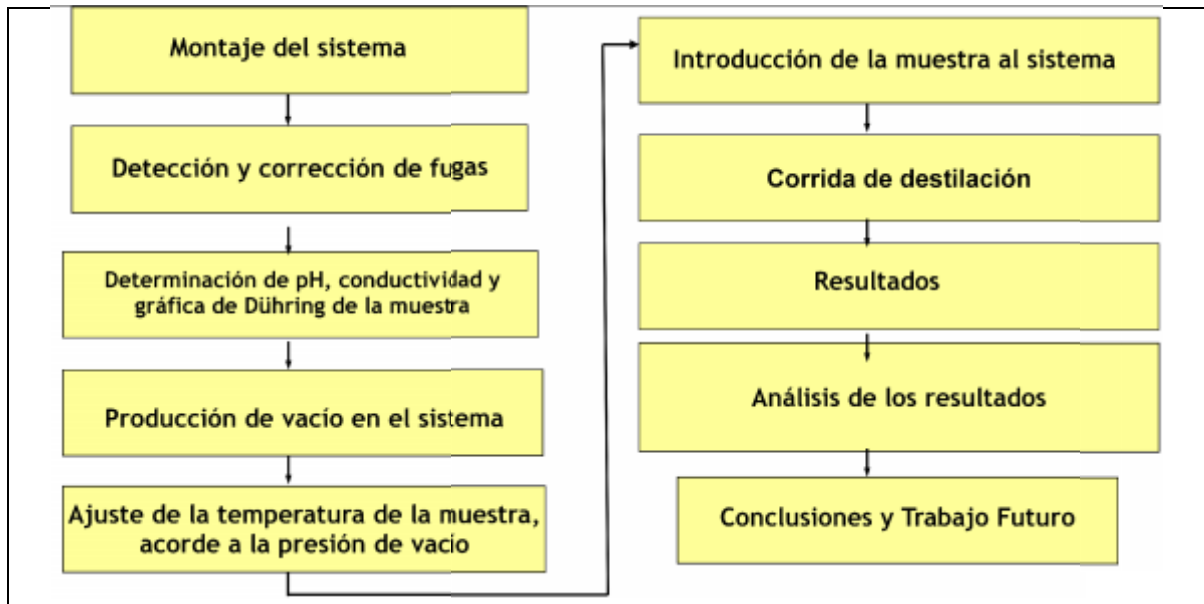 Montaje del sistema
Detección y corrección de fugas
Determinación de pH, conductividad y
gráfica de Dühring de la muestra
Producción de vacío en el sistema
Ajuste de la temperatura de la muestra,
acorde a la presión de vacío
Introducción de la muestra al sistema
Corrida de destilación
Resultados
Análisis de los resultados
Conclusiones y Trabajo Futuro